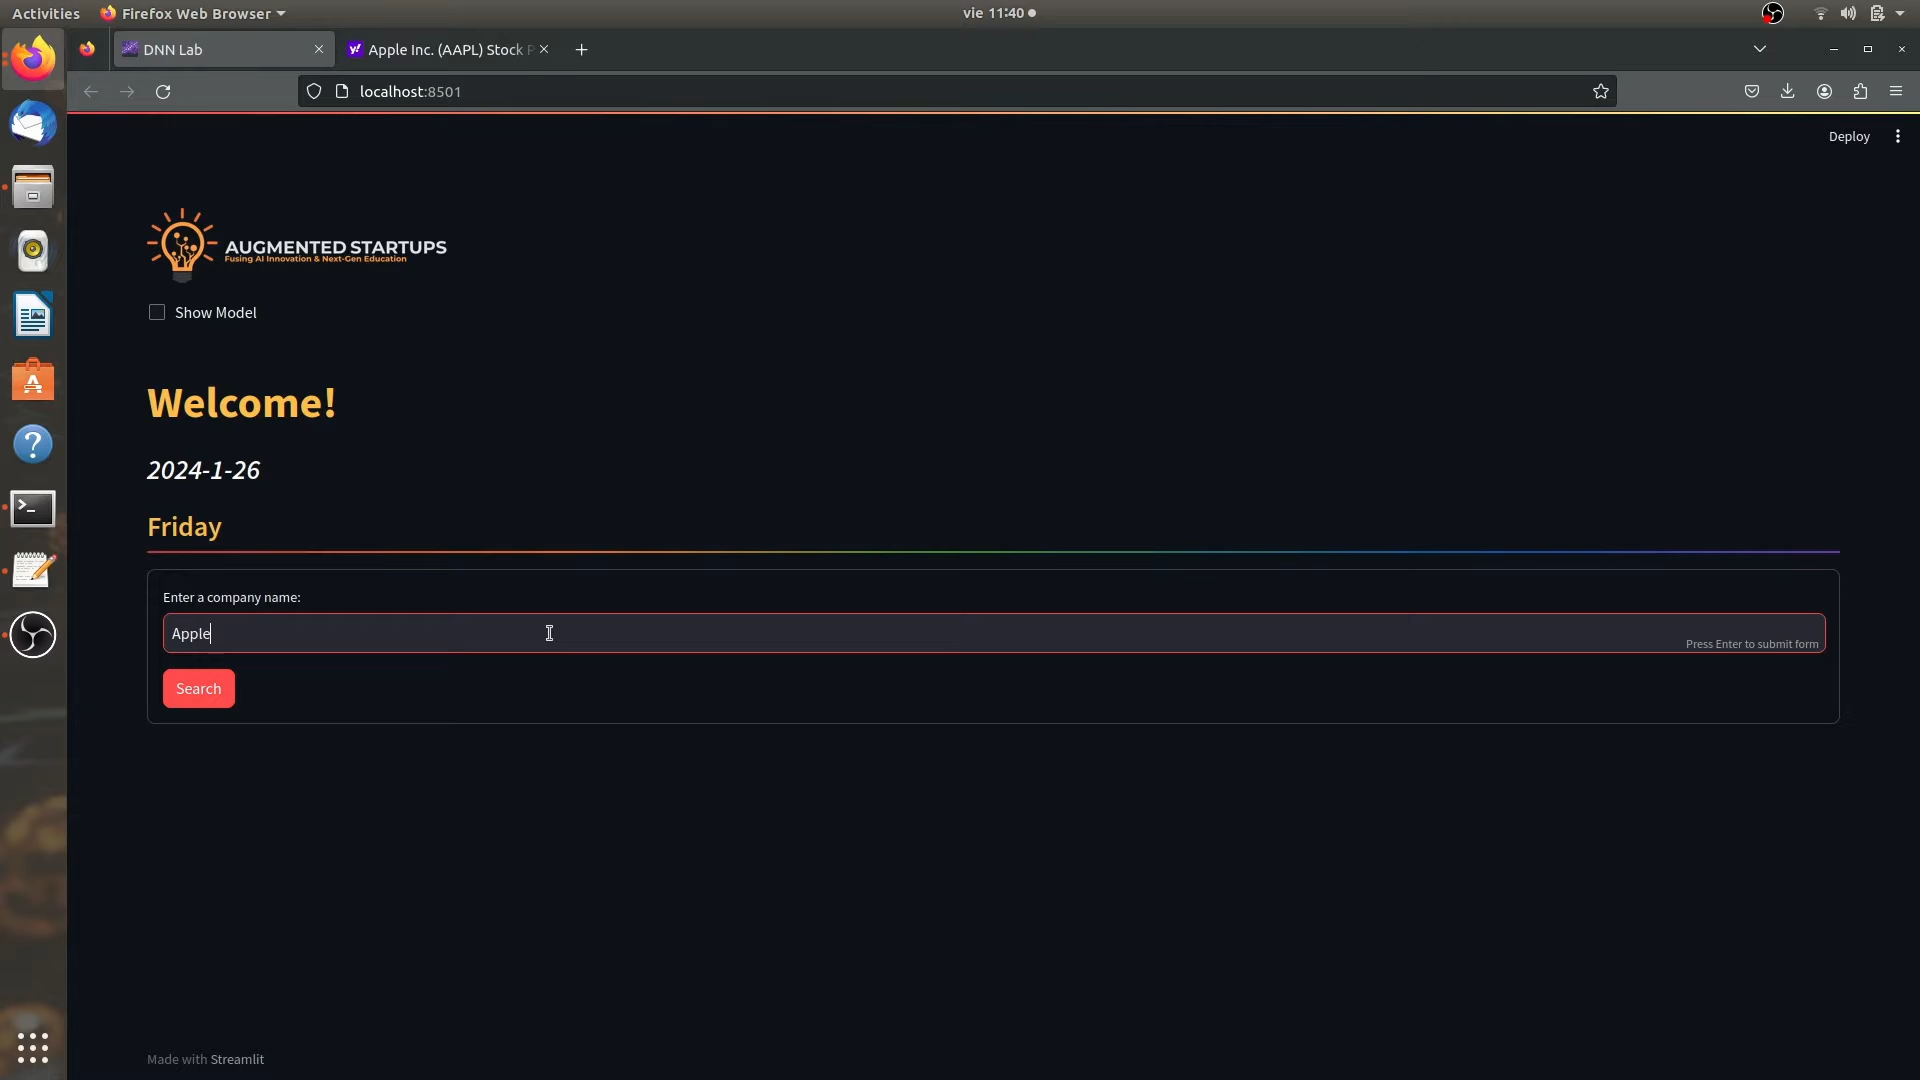 Activities
Firefox Web Browser
vie 11:40
DNN Lab
Apple Inc. (AAPL) Stock P
localhost:8501
Deploy
AUGMENTED STARTUPS
Fusing AI Innovation & Next-Gen Education
Show Model
Welcome!
2024-1-26
Friday
Enter a company name:
Apple
Press Enter to submit form
Search
Made with Streamlit